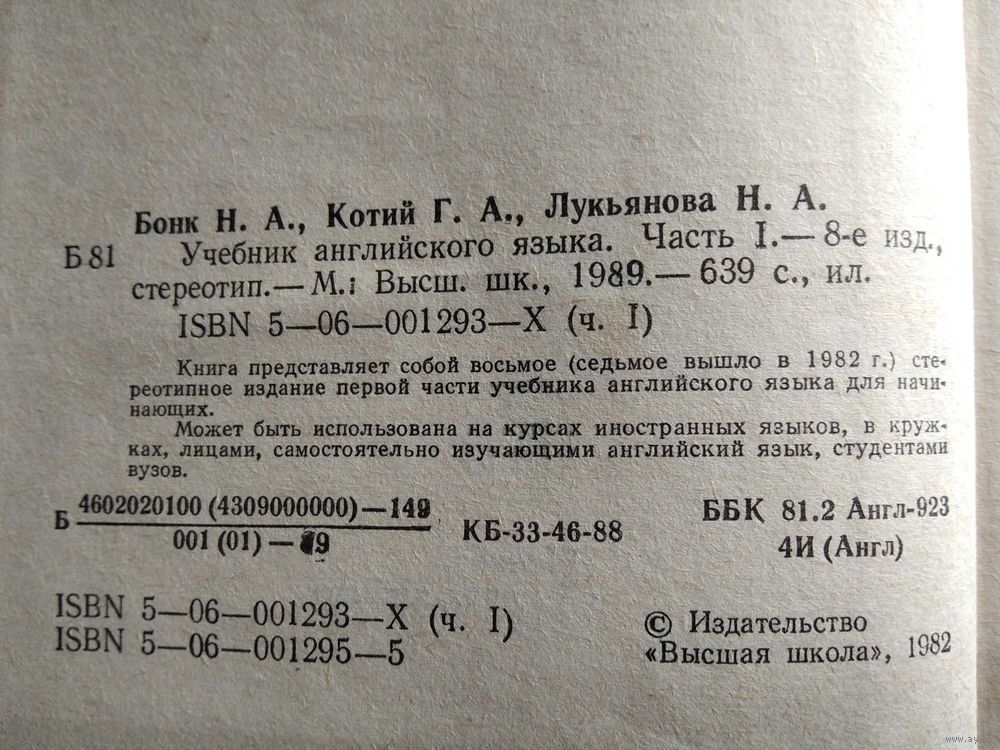 Бонк Н. А., Котий Г. А., Лукьянова Н. А.
Б 81 Учебник английского языка. Часть I.— 8-е изд.,
стереотип.— М.: Высш. шк., 1989.— 639 с., ил.
ISBN 5—06—001293—X (ч. I)
Книга представляет собой восьмое (седьмое вышло в 1982 г.) сте-
реотипное издание первой части учебника английского языка для начи-
нающих.
Может быть использована на курсах иностранных языков, в круж-
ках, лицами, самостоятельно изучающими английский язык, студентами
вузов.
Б 4602020100 (4309000000)—149
001 (01) — 89
КБ-33-46-88
ББК 81.2 Англ-923
4И (Англ)
ISBN 5—06—001293—X (ч. I)
ISBN 5—06—001295—5
© Издательство
«Высшая школа», 1982